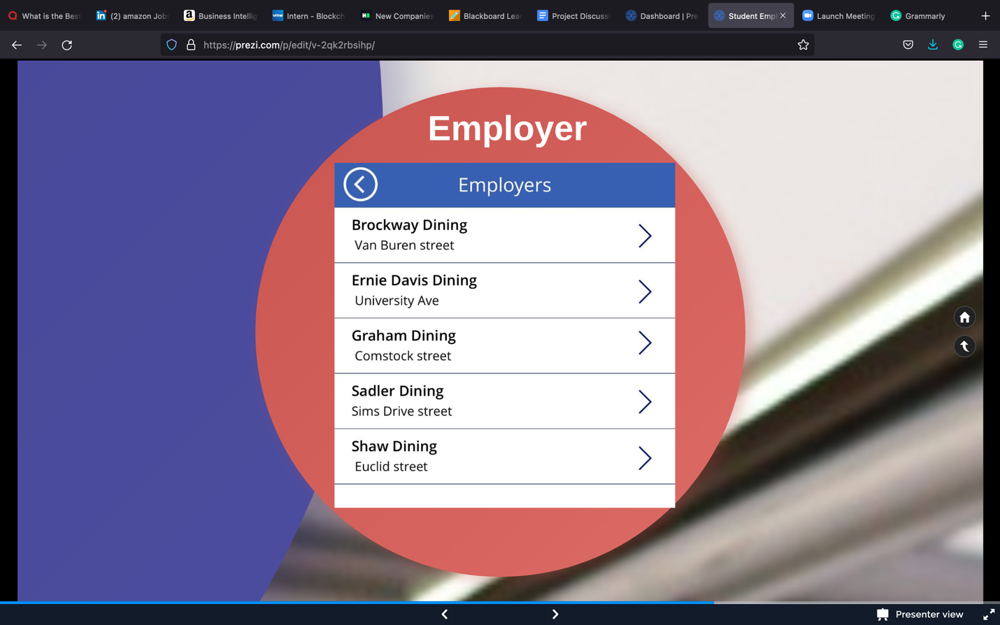 What is the Bes
(2) amazon Job
Business Intellig
Intern - Blockch
New Companies
Blackboard Lear
Project Discussi
Dashboard | Pre
Student Empl
Launch Meeting
Grammarly
https://prezi.com/p/edit/v-2qk2rbsihp/
Employer
Employers
Brockway Dining
Van Buren street
Ernie Davis Dining
University Ave
Graham Dining
Comstock street
Sadler Dining
Sims Drive street
Shaw Dining
Euclid street
Presenter view